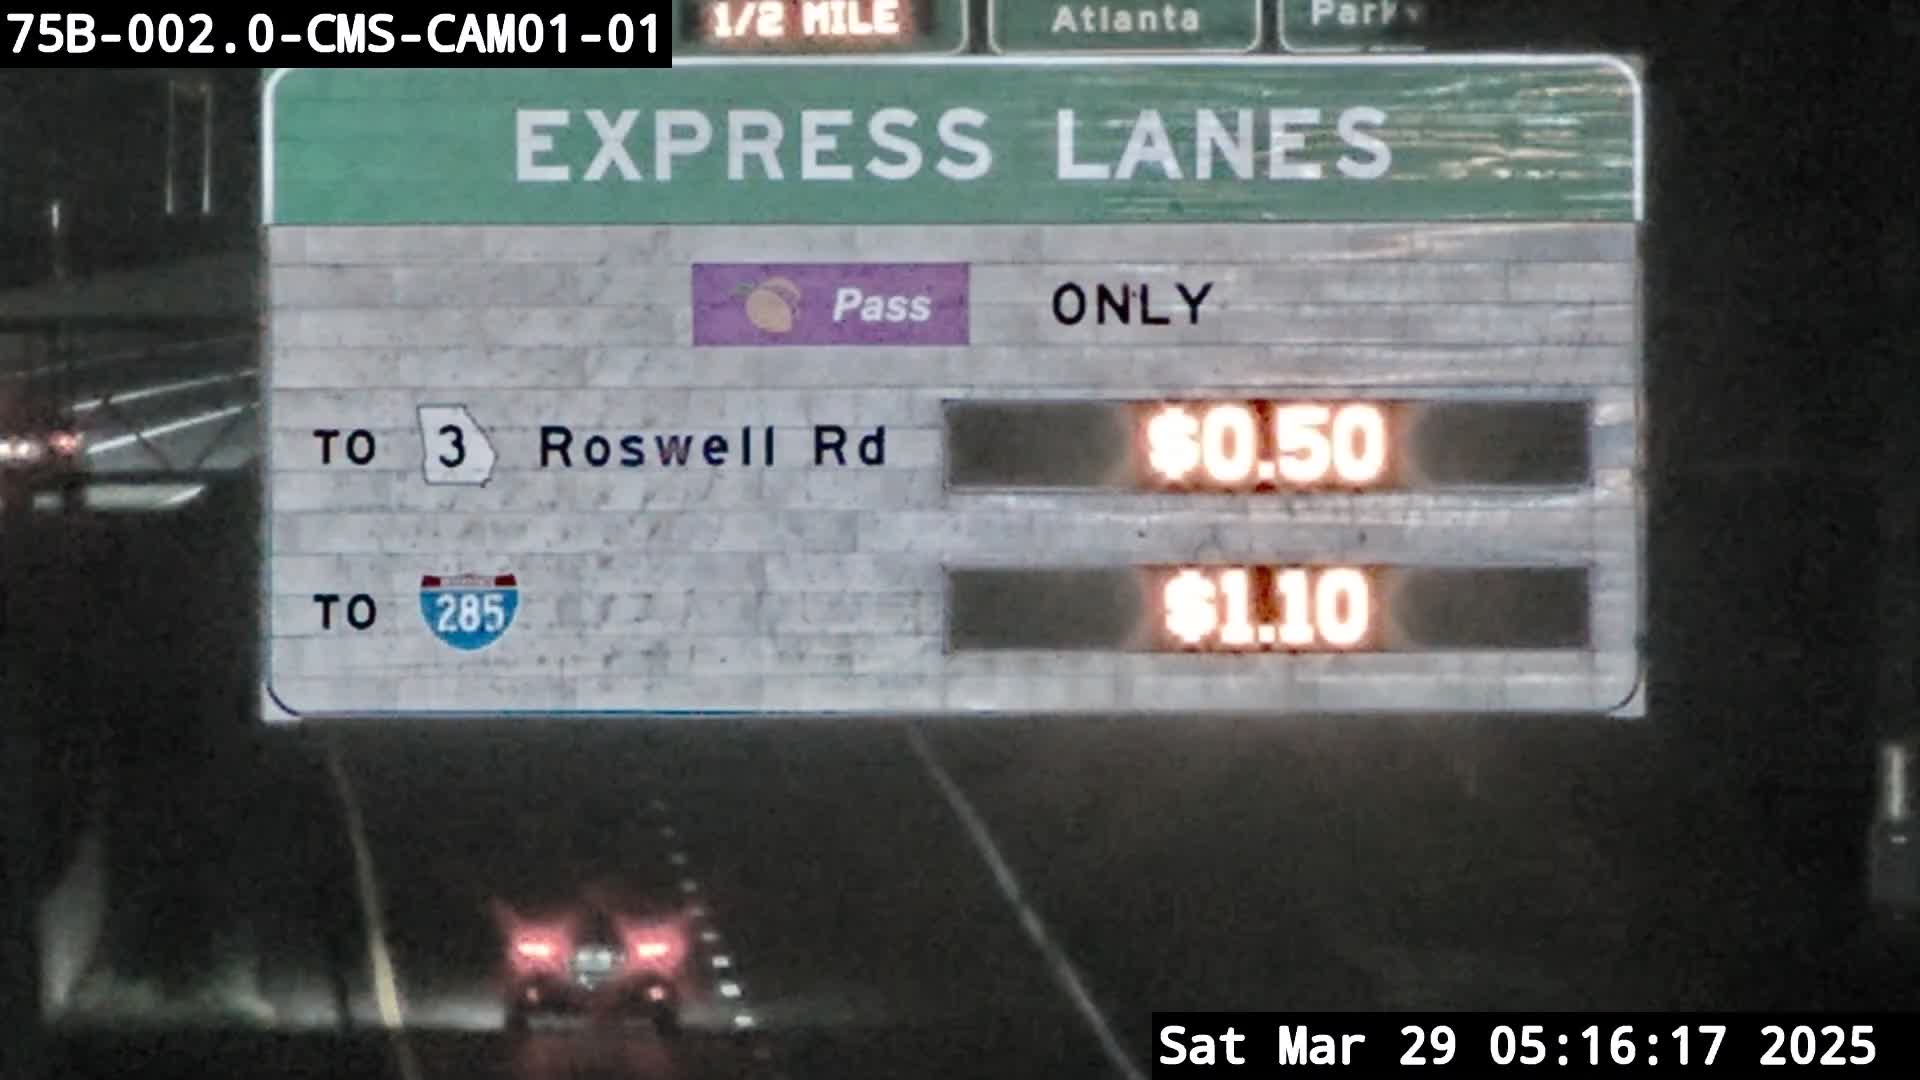 75B-002.0-CMS-CAM01-01
1/2 MILE
Atlanta
EXPRESS LANES
Pass ONLY
TO 3 Roswell Rd $0.50
TO 285 $1.10
Sat Mar 29 05:16:17 2025